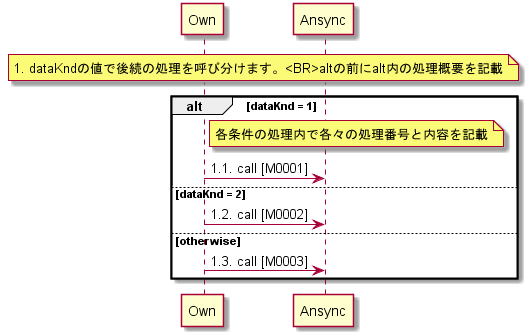 Own
Ansync
1. dataKndの値で後続の処理を呼び分けます。<BR>altの前にalt内の処理概要を記載
alt [dataKnd = 1]
各条件の処理内で各々の処理番号と内容を記載
1.1. call [M0001]
[dataKnd = 2]
1.2. call [M0002]
[otherwise]
1.3. call [M0003]
Own
Ansync